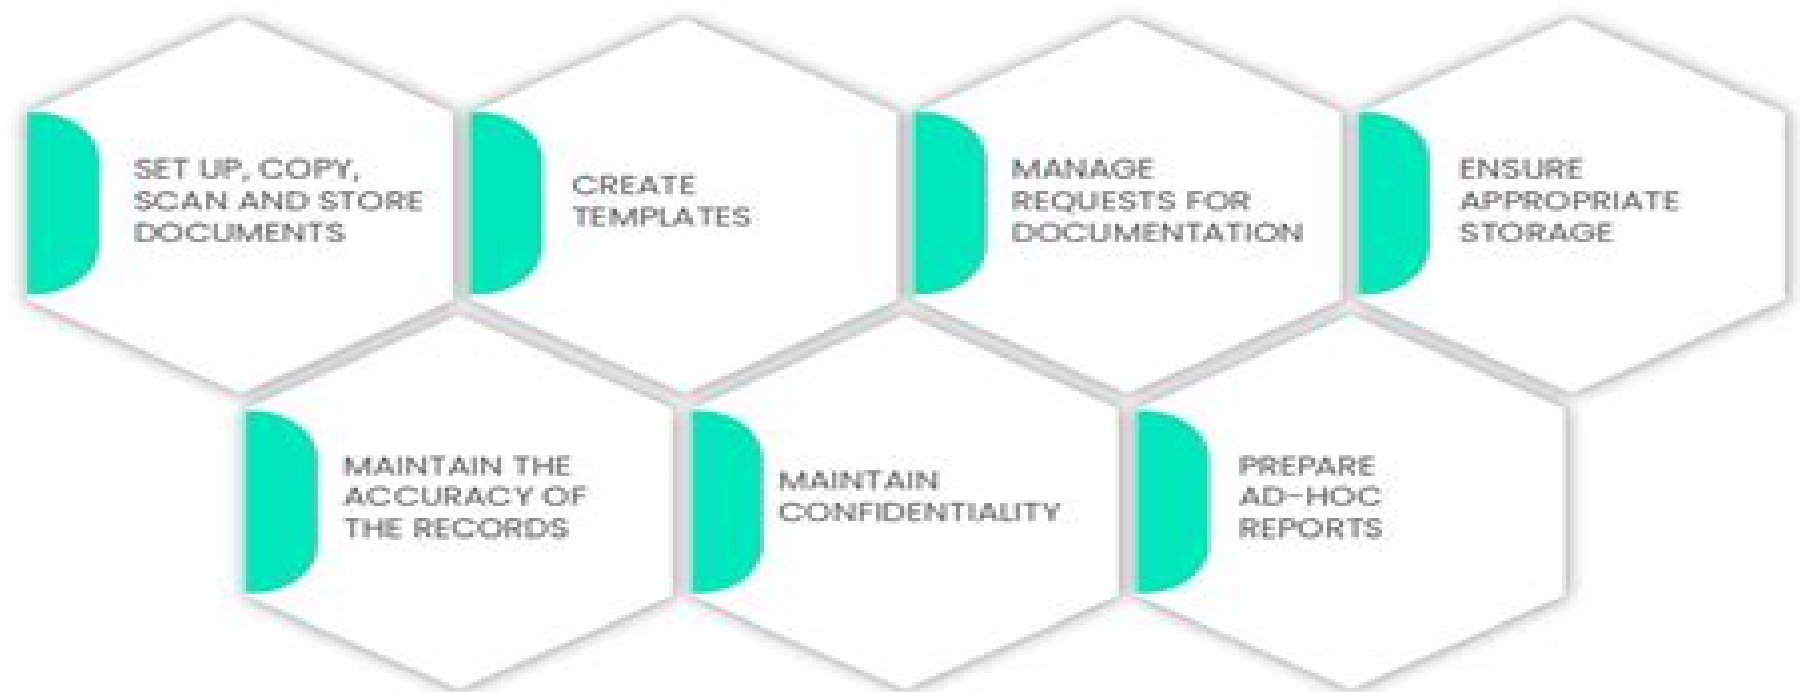 SET UP, COPY,
SCAN AND STORE
DOCUMENTS
CREATE
TEMPLATES
MANAGE
REQUESTS FOR
DOCUMENTATION
ENSURE
APPROPRIATE
STORAGE
MAINTAIN THE
ACCURACY OF
THE RECORDS
MAINTAIN
CONFIDENTIALITY
PREPARE
AD-HOC
REPORTS